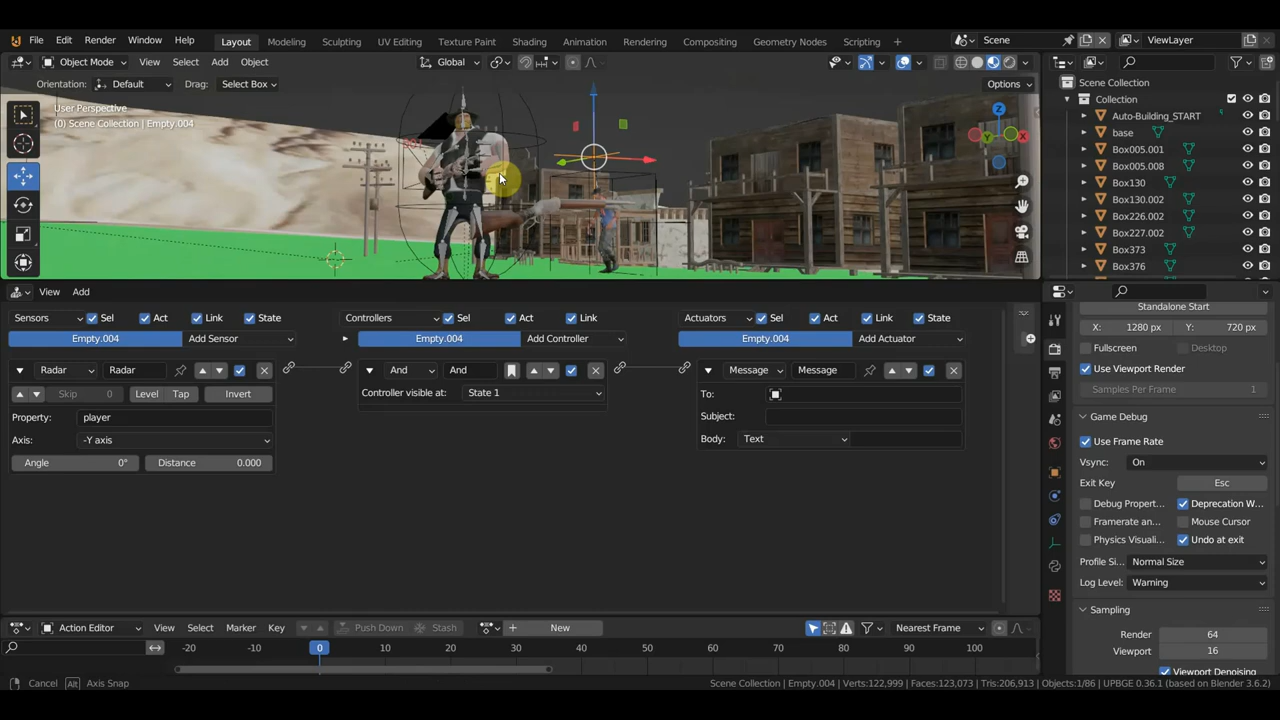 File Edit Render Window Help Layout Modeling Sculpting UV Editing Texture Paint Shading Animation Rendering Compositing Geometry Nodes Scripting + Scene ViewLayer
Object Mode View Select Add Object Global Options
Orientation: Default Drag: Select Box
User Perspective
(0) Scene Collection | Empty.004
Scene Collection
Collection
Auto-Building_START
base
Box005.001
Box005.008
Box130
Box130.002
Box226.002
Box227.002
Box373
Box376
View Add
Sensors Sel Act Link State Controllers Sel Act Link Actuators Sel Act Link State
Empty.004 Add Sensor Empty.004 Add Controller Empty.004 Add Actuator
Radar Radar And And Message Message
Skip 0 Level Tap Invert Controller visible at: State 1 To:
Property: player Subject:
Axis: -Y axis Body: Text
Angle 0° Distance 0.000
Standalone Start
X: 1280 px Y: 720 px
Fullscreen Desktop
Use Viewport Render
Samples Per Frame 1
Game Debug
Use Frame Rate
Vsync: On
Exit Key Esc
Debug Propert... Deprecation W...
Framerate an... Mouse Cursor
Physics Visuali... Undo at exit
Profile Si... Normal Size
Log Level: Warning
Sampling
Render 64
Viewport 16
Viewport Denoising
Action Editor View Select Marker Key Push Down Stash + New Nearest Frame
-20 -10 0 10 20 30 40 50 60 70 80 90 100
Cancel Alt Axis Snap Scene Collection | Empty.004 | Verts:122,999 | Faces:123,073 | Tris:206,913 | Objects:1/86 | UPBGE 0.36.1 (based on Blender 3.6.2)